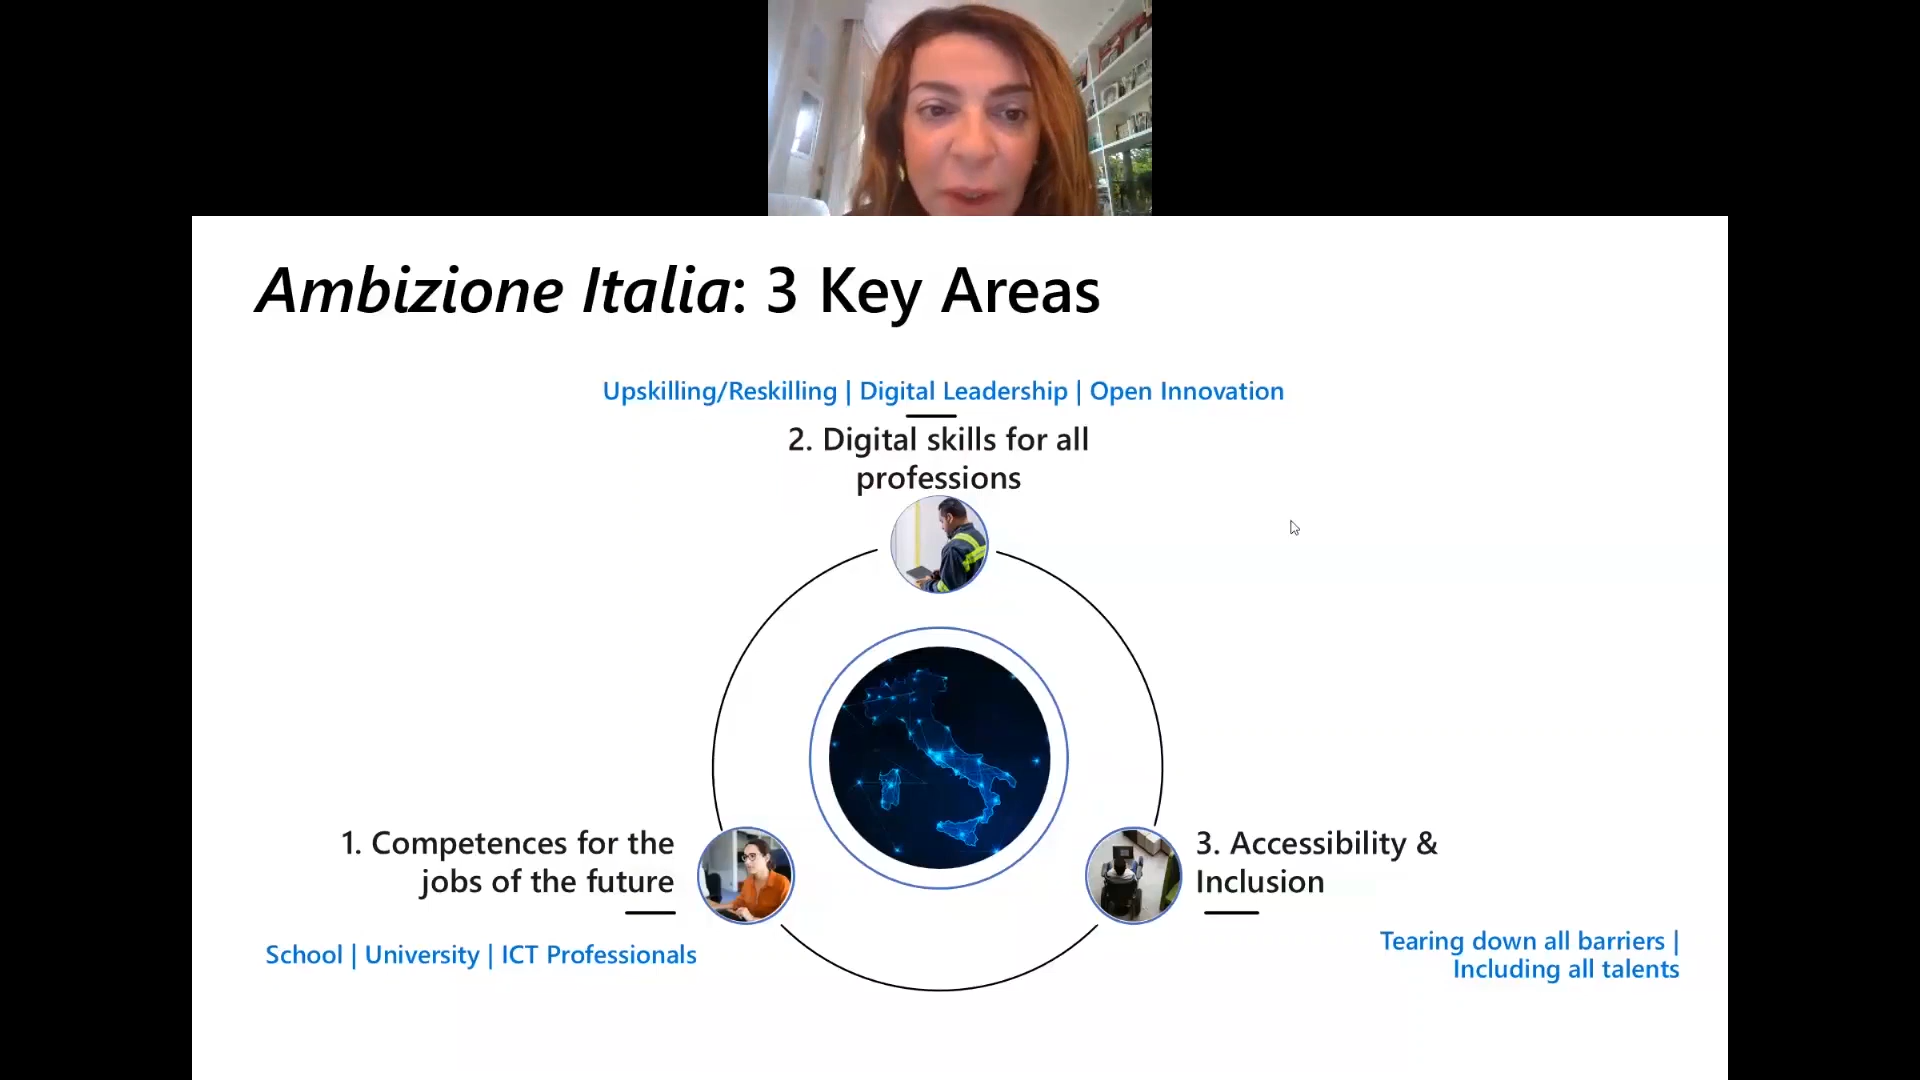 Ambizione Italia: 3 Key Areas
Upskilling/Reskilling | Digital Leadership | Open Innovation
2. Digital skills for all
professions
1. Competences for the
jobs of the future
School | University | ICT Professionals
3. Accessibility &
Inclusion
Tearing down all barriers |
Including all talents